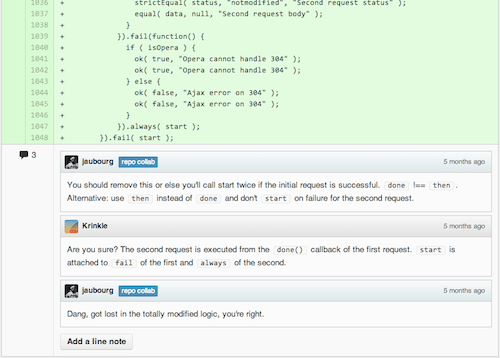 1036 + strictEqual( status, "notmodified", "Second request status" );
1037 + equal( data, null, "Second request body" );
1038 + }
1039 + }).fail(function() {
1040 + if ( isOpera ) {
1041 + ok( true, "Opera cannot handle 304" );
1042 + ok( true, "Opera cannot handle 304" );
1043 + } else {
1044 + ok( false, "Ajax error on 304" );
1045 + ok( false, "Ajax error on 304" );
1046 + }
1047 + }).always( start );
1048 + }).fail( start );
3
jaubourg repo collab 5 months ago
You should remove this or else you'll call start twice if the initial request is successful. done !== then .
Alternative: use then instead of done and don't start on failure for the second request.
Krinkle 5 months ago
Are you sure? The second request is executed from the done() callback of the first request. start is
attached to fail of the first and always of the second.
jaubourg repo collab 5 months ago
Dang, got lost in the totally modified logic, you're right.
Add a line note